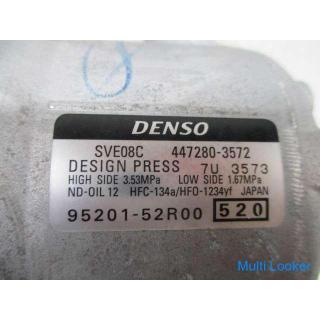 8
DENSO
SVE08C 447280-3572
DESIGN PRESS 7U 3573
HIGH SIDE 3.53MPa LOW SIDE 1.67MPa
ND-OIL 12 HFC-134a/HFO-1234yf JAPAN
95201-52R00 520
Multi Looker